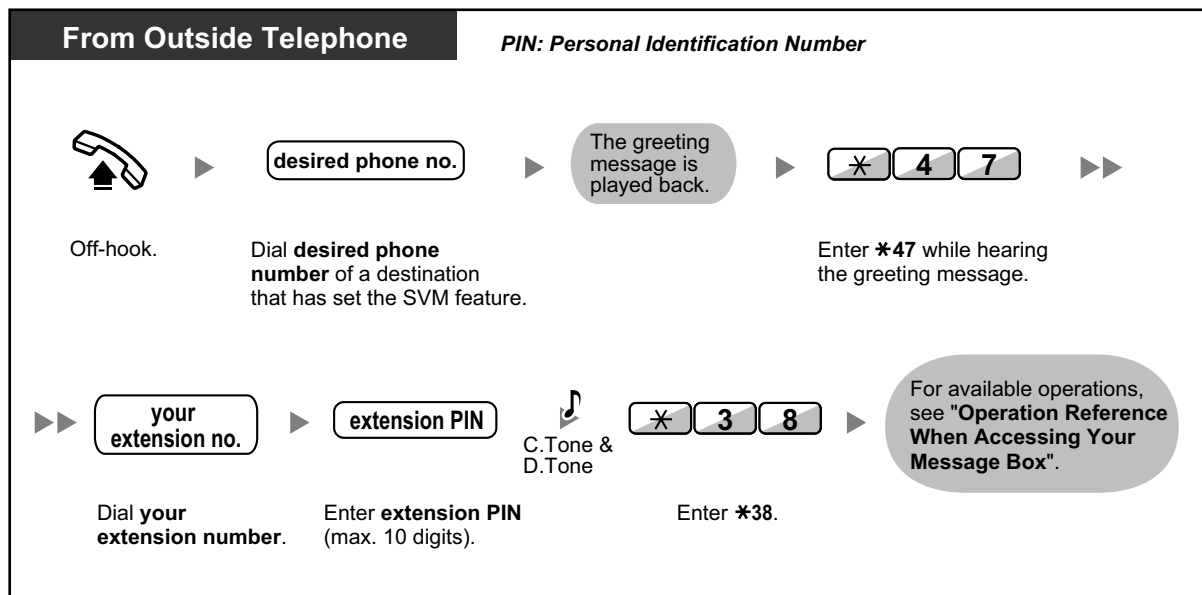 From Outside Telephone
PIN: Personal Identification Number
desired phone no.
The greeting
message is
played back.
* 4 7
Off-hook.
Dial desired phone
number of a destination
that has set the SVM feature.
Enter *47 while hearing
the greeting message.
your
extension no.
extension PIN
C.Tone &
D.Tone
* 3 8
For available operations,
see "Operation Reference
When Accessing Your
Message Box".
Dial your
extension number.
Enter extension PIN
(max. 10 digits).
Enter *38.